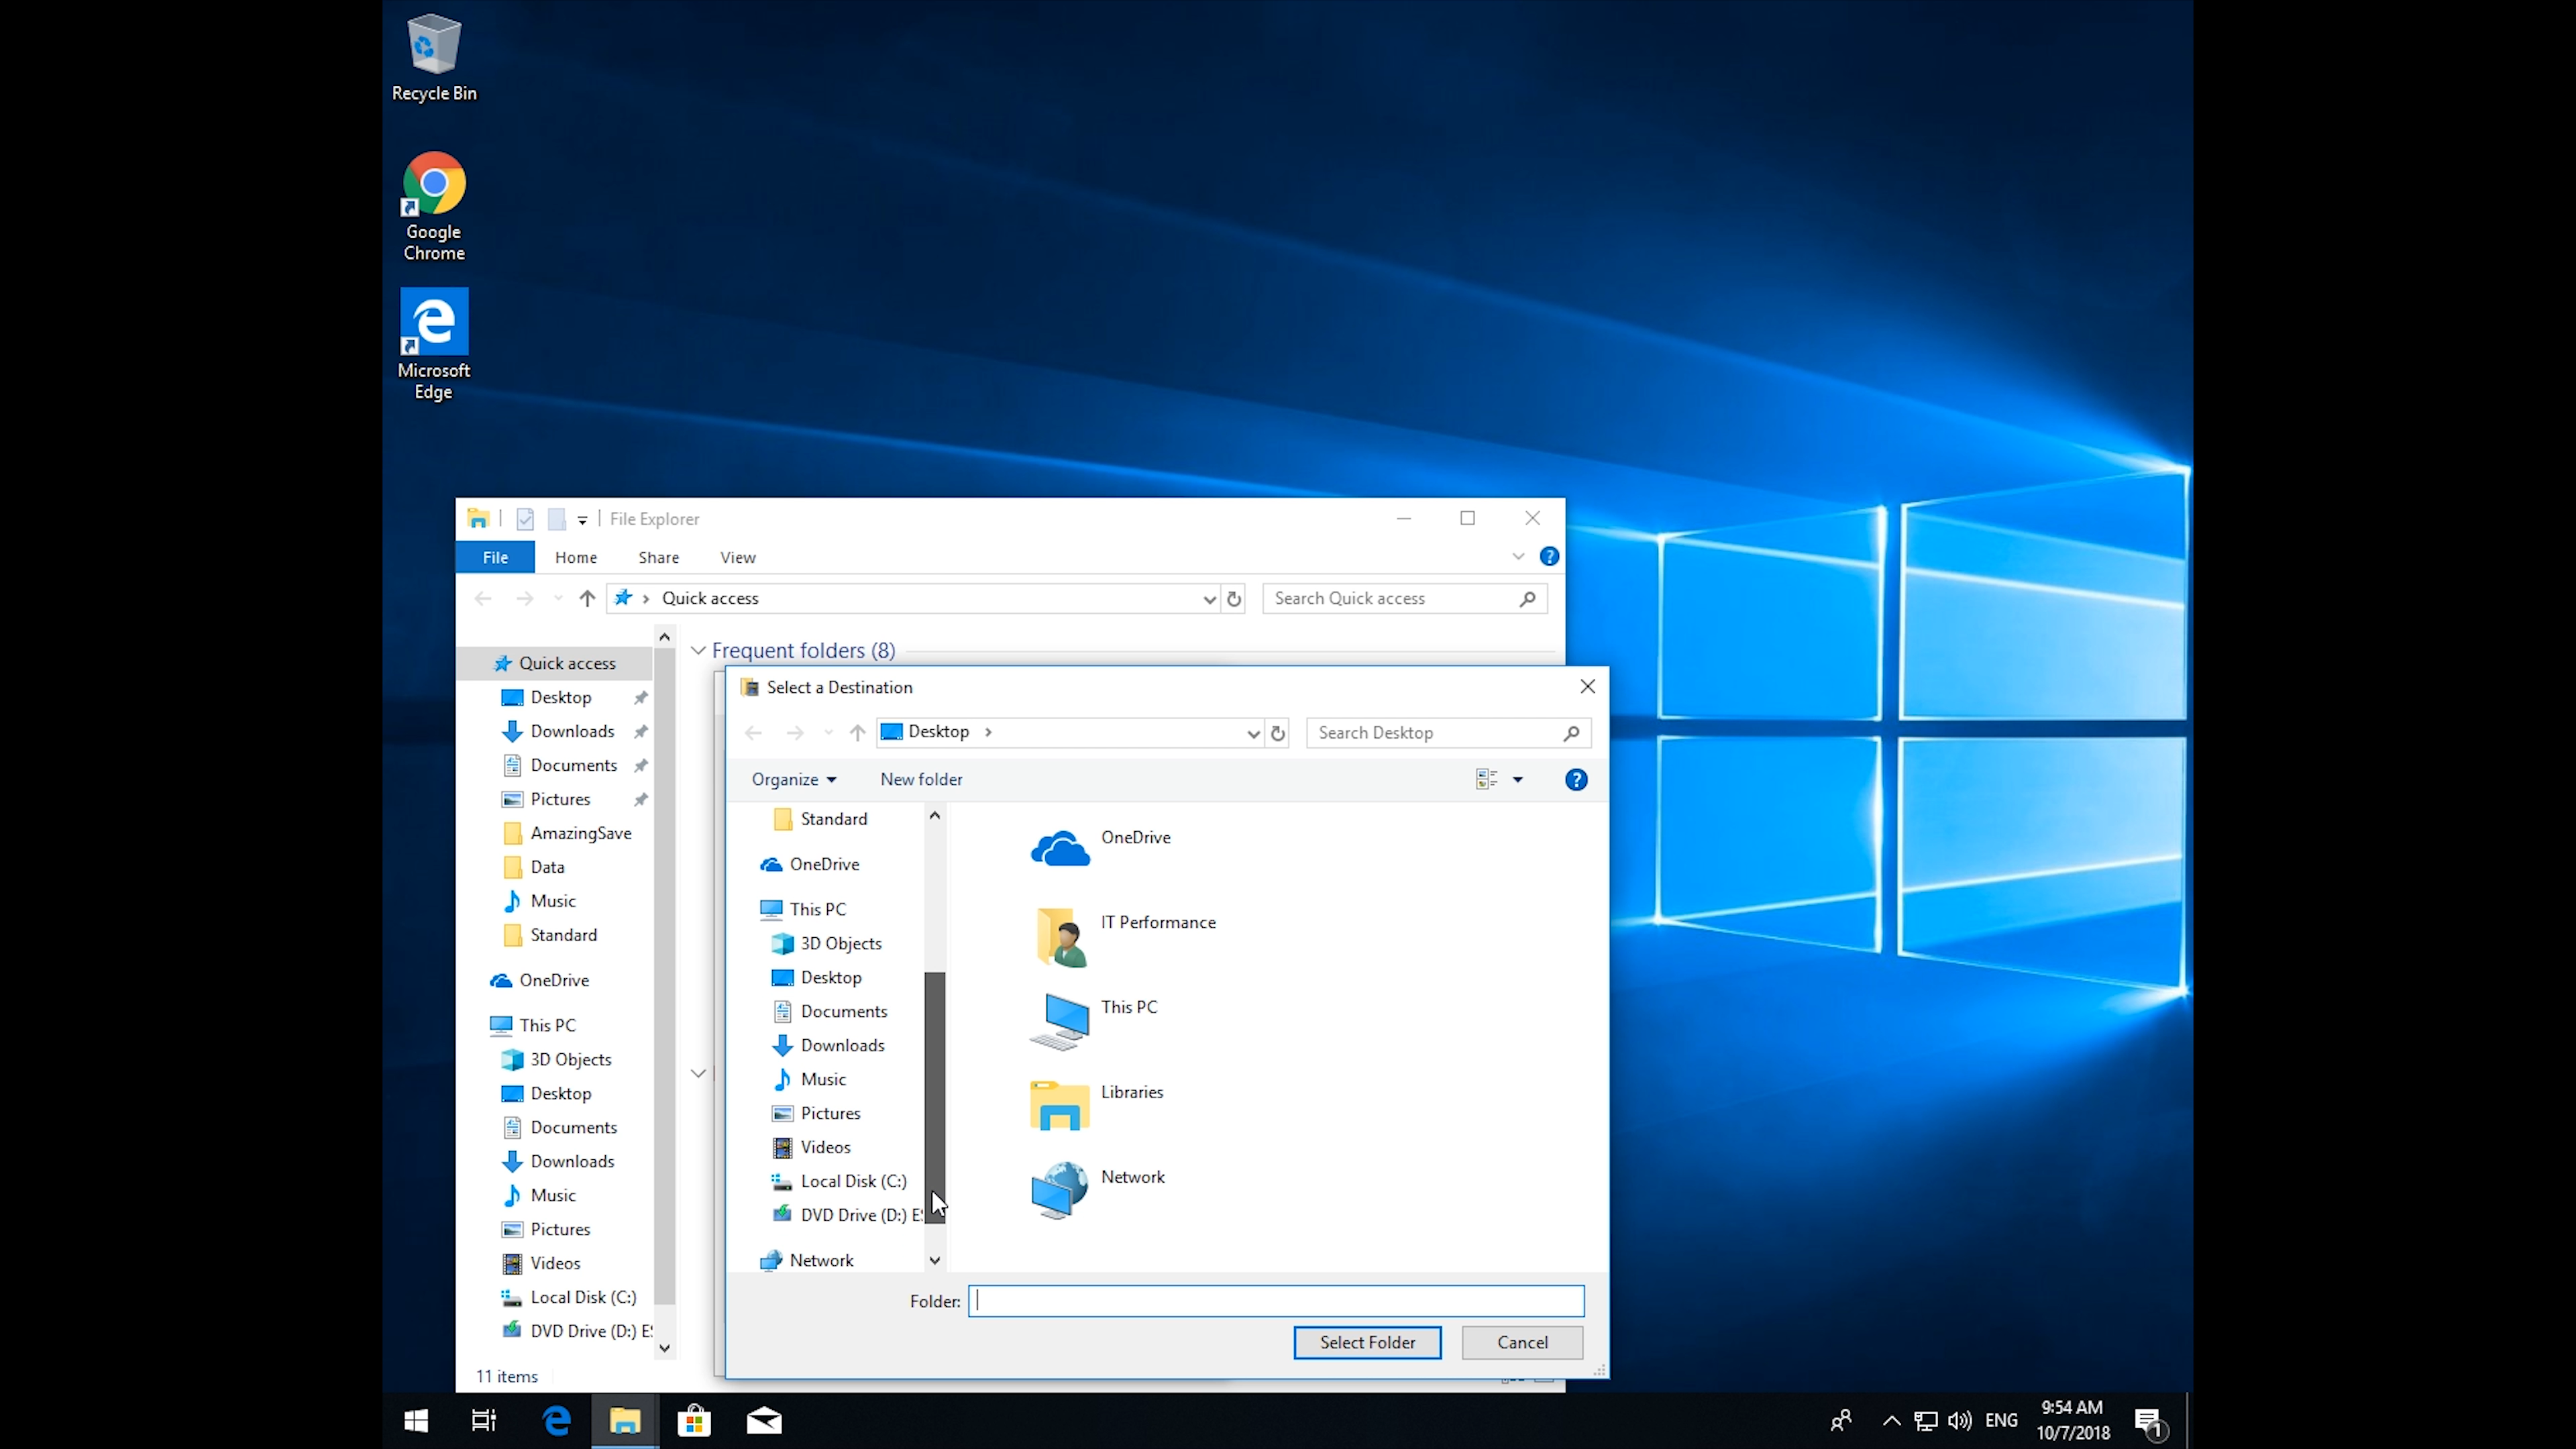 Recycle Bin
Google
Chrome
Microsoft
Edge
File Explorer
File Home Share View
Quick access
Search Quick access
Quick access
Desktop
Downloads
Documents
Pictures
AmazingSave
Data
Music
Standard
OneDrive
This PC
3D Objects
Desktop
Documents
Downloads
Music
Pictures
Videos
Local Disk (C:)
DVD Drive (D:)
11 items
Frequent folders (8)
Select a Destination
Desktop
Search Desktop
Organize New folder
Standard
OneDrive
This PC
3D Objects
Desktop
Documents
Downloads
Music
Pictures
Videos
Local Disk (C:)
DVD Drive (D:)
Network
OneDrive
IT Performance
This PC
Libraries
Network
Folder:
Select Folder Cancel
ENG
9:54 AM
10/7/2018
1